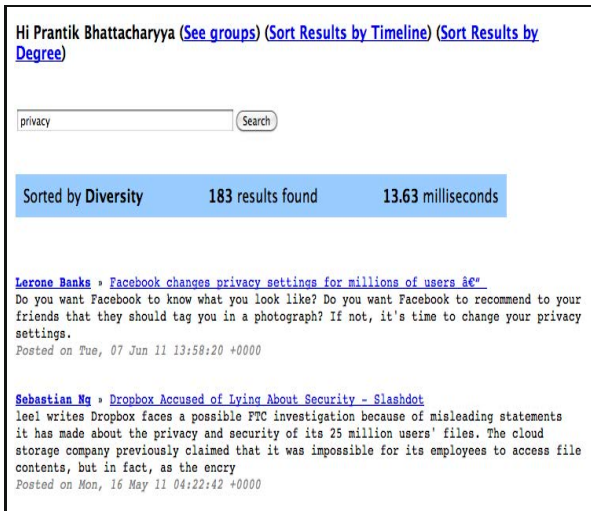 Hi Prantik Bhattacharyya (See groups) (Sort Results by Timeline) (Sort Results by
Degree)
privacy Search
Sorted by Diversity 183 results found 13.63 milliseconds
Lerone Banks » Facebook changes privacy settings for millions of users â€“
Do you want Facebook to know what you look like? Do you want Facebook to recommend to your
friends that they should tag you in a photograph? If not, it's time to change your privacy
settings.
Posted on Tue, 07 Jun 11 13:58:20 +0000
Sebastian Ng » Dropbox Accused of Lying About Security - Slashdot
lee1 writes Dropbox faces a possible FTC investigation because of misleading statements
it has made about the privacy and security of its 25 million users' files. The cloud
storage company previously claimed that it was impossible for its employees to access file
contents, but in fact, as the encry
Posted on Mon, 16 May 11 04:22:42 +0000